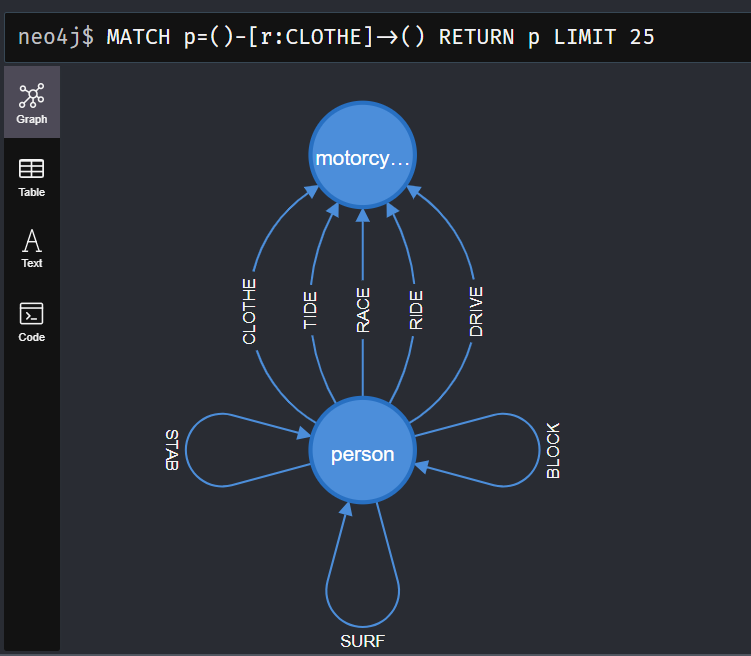 neo4j$ MATCH p=()-[r:CLOTHE]->() RETURN p LIMIT 25
Graph
Table
Text
Code
motorcy...
CLOTHE
TIDE
RACE
RIDE
DRIVE
STAB
person
BLOCK
SURF